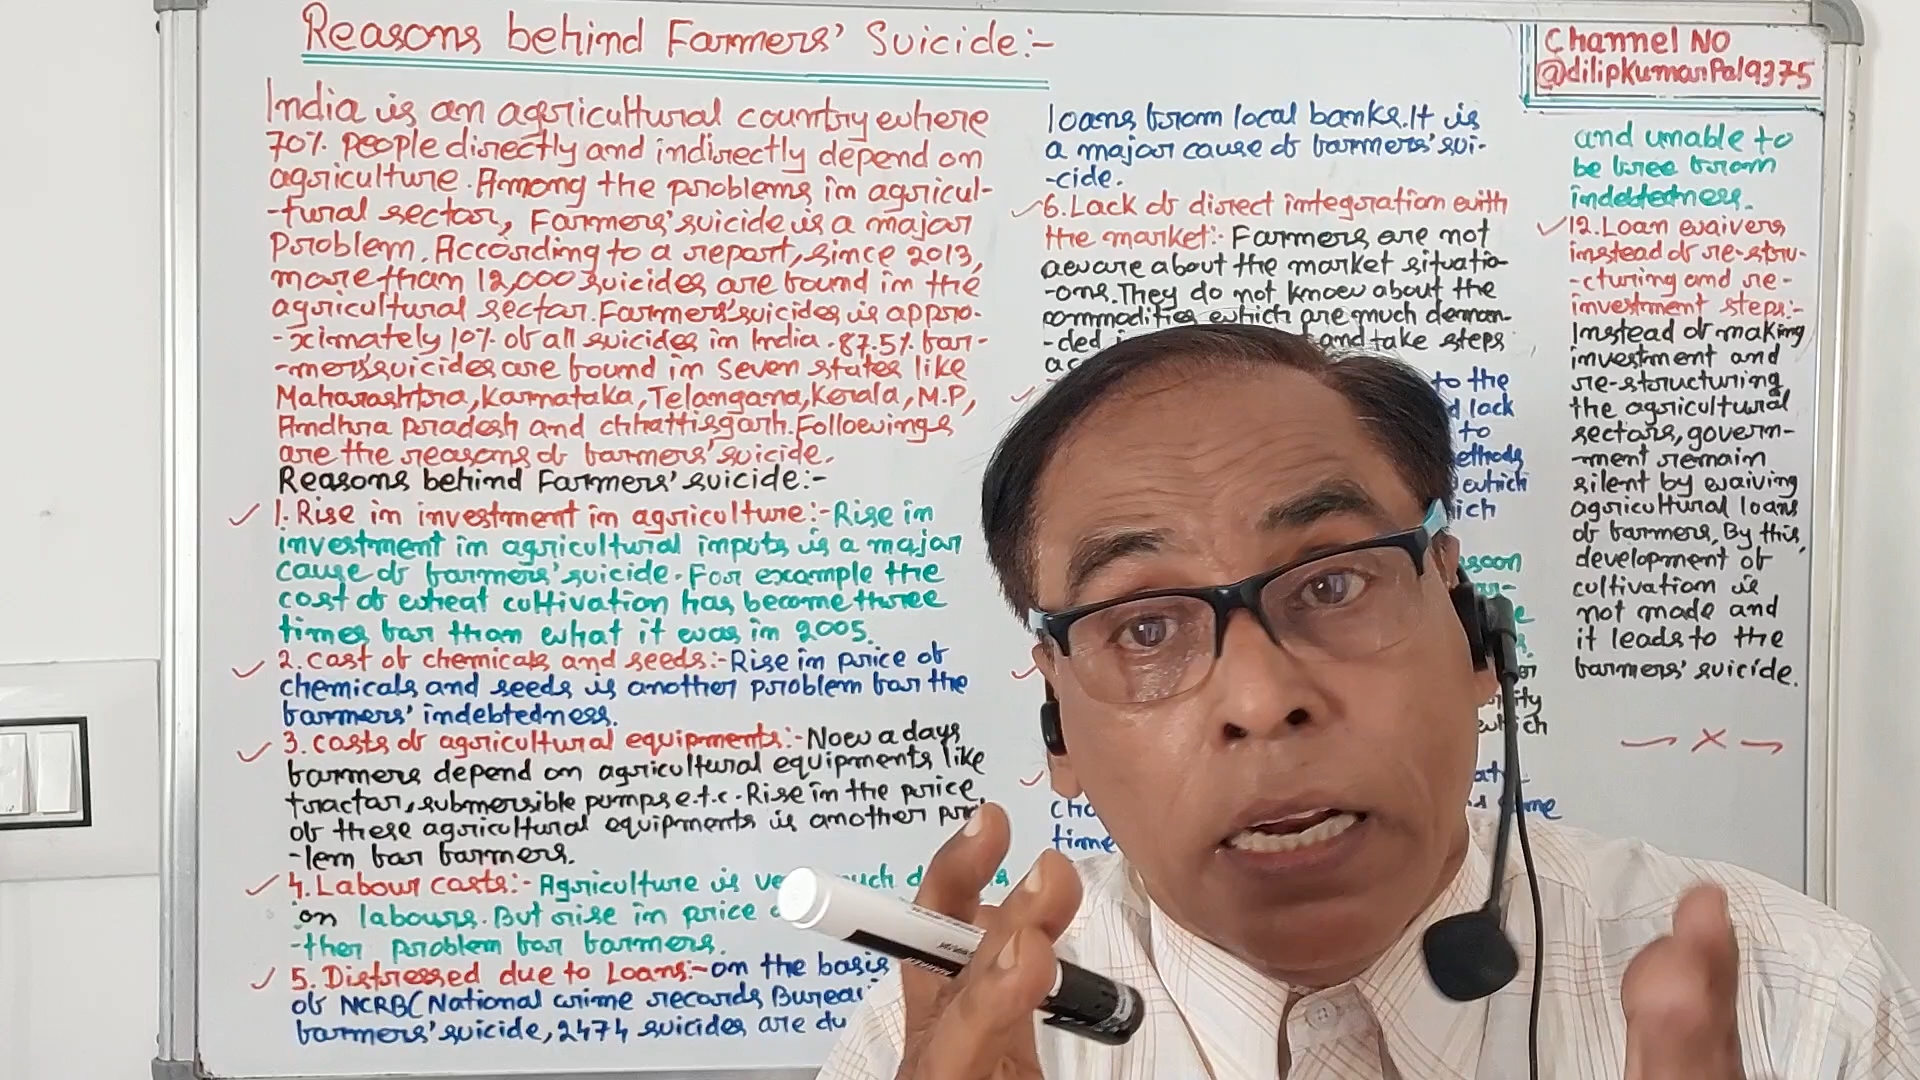 Reasons behind Farmers' Suicide:-
Channel NO
@dilipkumarPal9375
India is an agricultural country where
70% People directly and indirectly depend on
agriculture. Among the problems in agricul-
-tural sector, Farmers' suicide is a major
Problem. According to a report, since 2013,
more than 12,000 suicides are found in the
agricultural sector. Farmers' suicides is appro-
-ximately 10% of all suicides in India. 87.5% far-
-mers' suicides are found in seven states like
Maharashtra, Karnataka, Telangana, Kerala, M.P,
Andhra pradesh and chhattisgarh. Followings
are the reasons of farmers' suicide.
Reasons behind Farmers' suicide:-
1. Rise in investment in agriculture:- Rise in
investment in agricultural inputs is a major
cause of farmers' suicide. For example the
cost of wheat cultivation has become three
times far than what it was in 2005.
2. Cost of chemicals and seeds:- Rise in price of
chemicals and seeds is another problem for the
farmers' indebtedness.
3. Costs of agricultural equipments:- Now a days
farmers depend on agricultural equipments like
tractor, submersible pumps e.t.c. Rise in the price
of these agricultural equipments is another
-lem for farmers.
4. Labour costs:- Agriculture is
on labours. But rise in price
-ther problem for farmers.
5. Distressed due to Loans:- on the basis
of NCRB(National crime records Bureau
farmers' suicide, 2474 suicides are
loans from local banks. It is
a major cause of farmers' sui-
-cide.
6. Lack of direct integration with
the market:- Farmers are not
aware about the market situatio-
-ons. They do not know about the
commodities which are much deman-
-ded and take steps
to the
lack
to
which
time
and unable to
be free from
indebtedness.
12. Loan waivers
instead of re-stru-
-cturing and re-
investment steps:-
Instead of making
investment and
re-structuring
the agricultural
sectors, govern-
-ment remain
silent by waiving
agricultural loans
of farmers. By this,
development of
cultivation is
not made and
it leads to the
farmers' suicide.